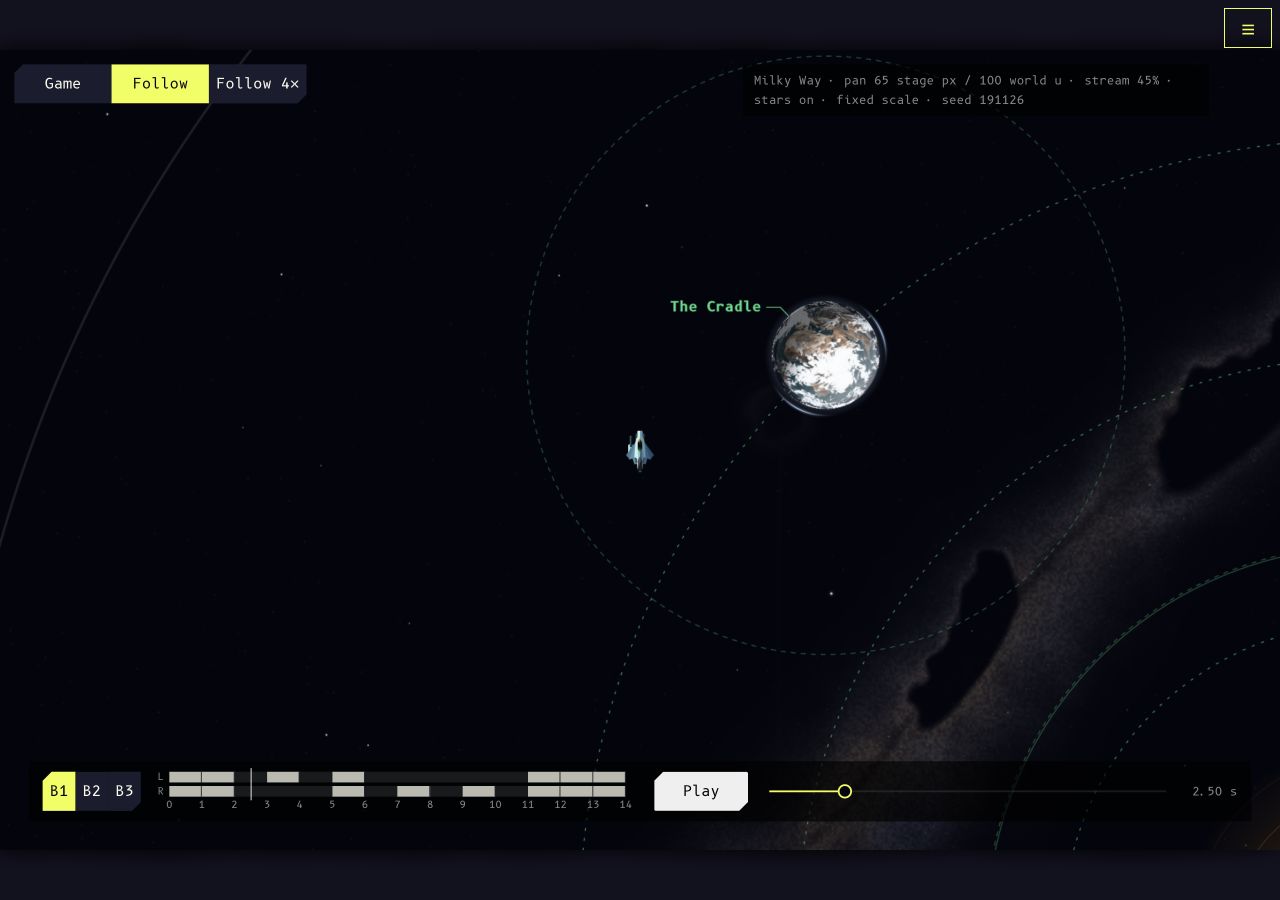 ≡
Game Follow Follow 4×
Milky Way · pan 65 stage px / 100 world u · stream 45% ·
stars on · fixed scale · seed 191126
The Cradle
B1 B2 B3
L
R
0 1 2 3 4 5 6 7 8 9 10 11 12 13 14
Play
2.50 s